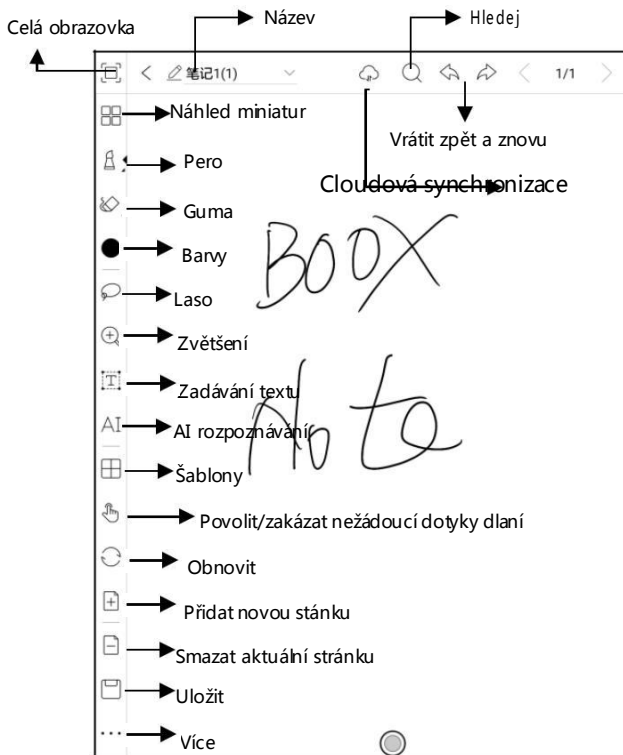 Celá obrazovka
Název
Hledej
笔记1(1)
1/1
Náhled miniatur
Vrátit zpět a znovu
Pero
Cloudová synchronizace
Guma
Barvy
BOOX
Laso
Zvětšení
T
Zadávání textu
Note
AI
AI rozpoznávání
Šablony
Povolit/zakázat nežádoucí dotyky dlaní
Obnovit
Přidat novou stánku
Smazat aktuální stránku
Uložit
Více